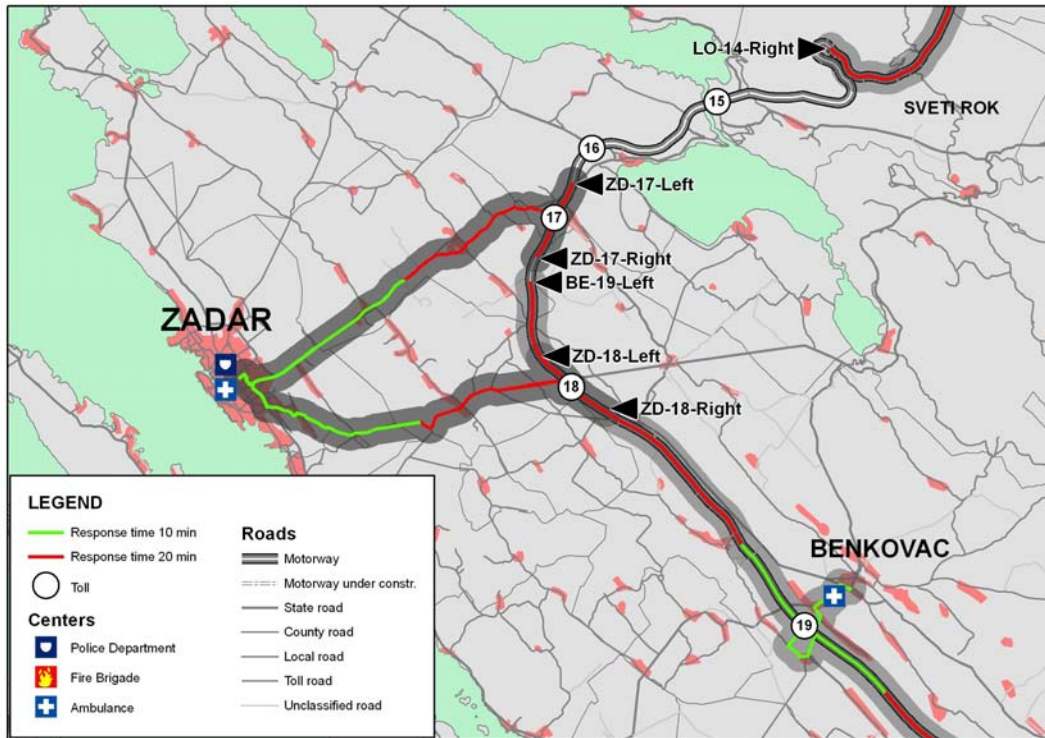 LO-14-Right
15
SVETI ROK
16
ZD-17-Left
17
ZD-17-Right
BE-19-Left
ZADAR
ZD-18-Left
18
ZD-18-Right
BENKOVAC
19
LEGEND
Response time 10 min
Response time 20 min
Toll
Centers
Police Department
Fire Brigade
Ambulance
Roads
Motorway
Motorway under constr.
State road
County road
Local road
Toll road
Unclassified road